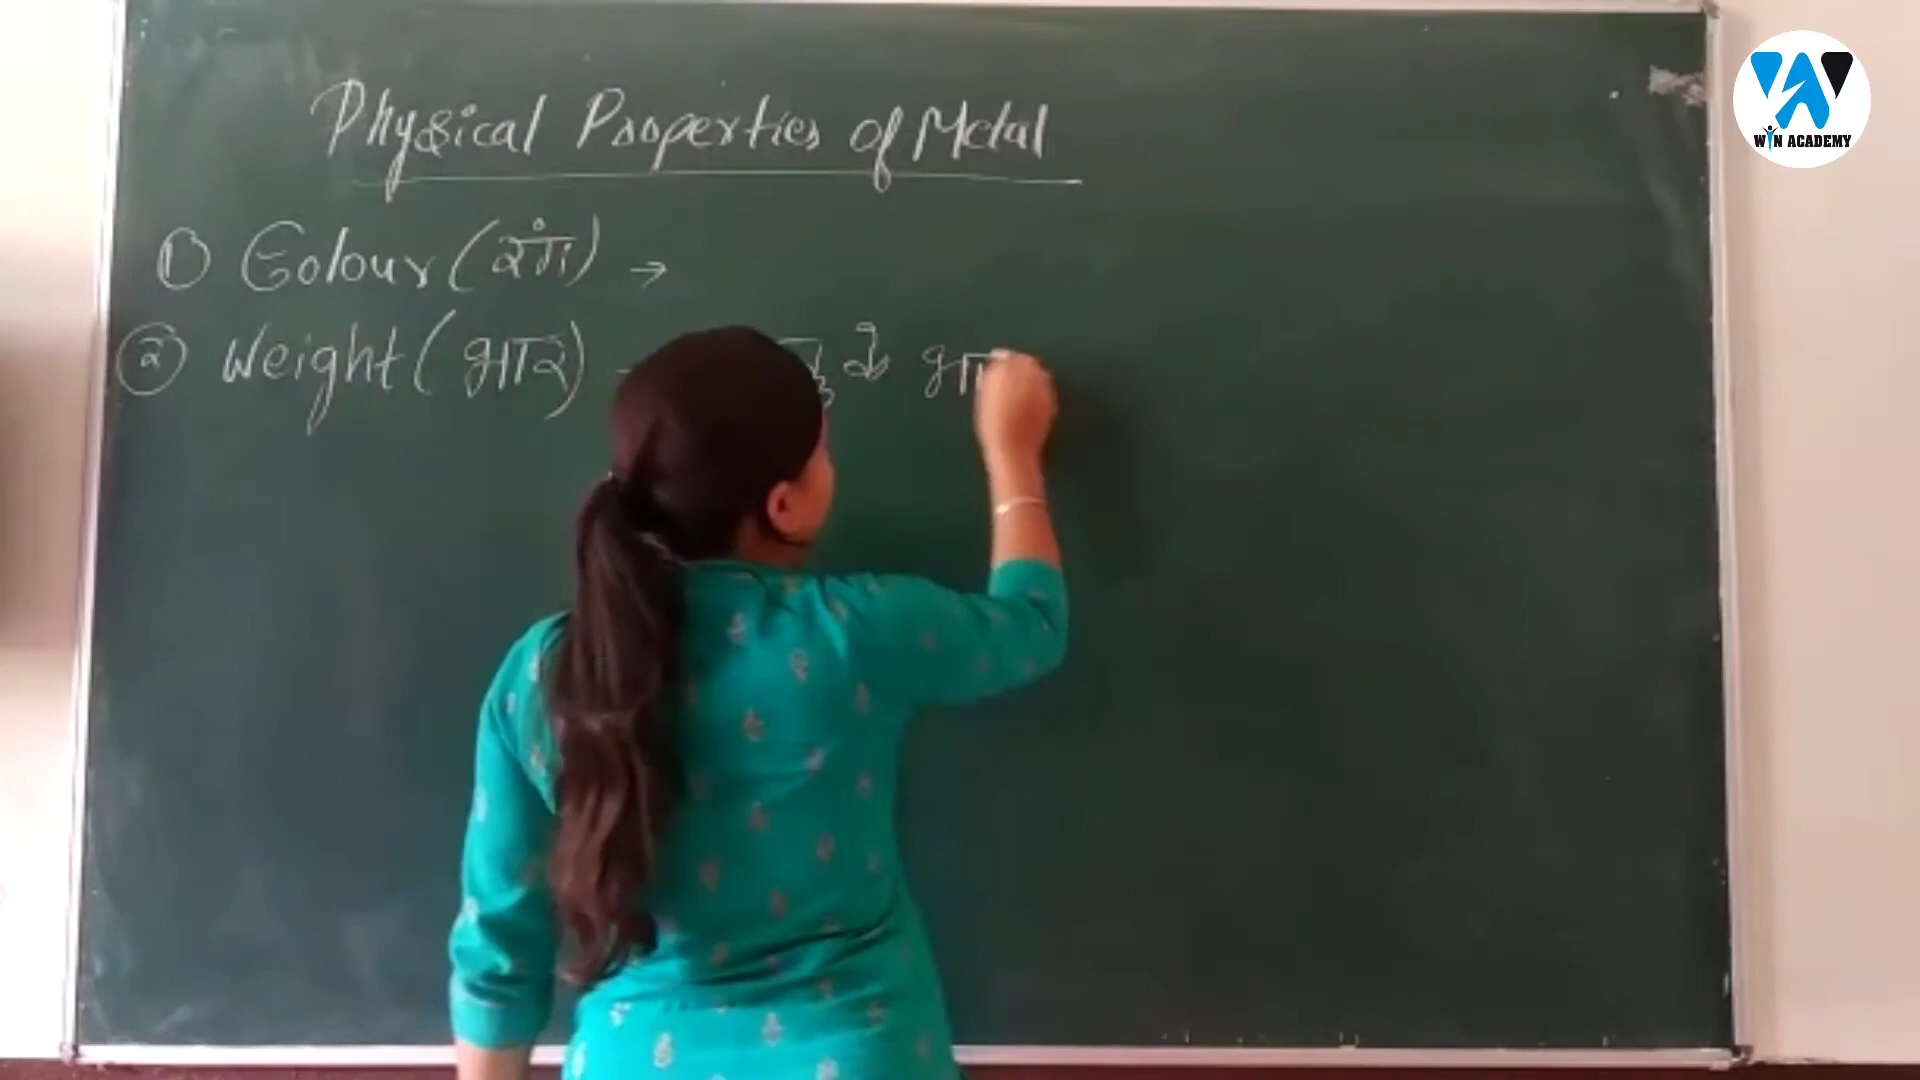 Physical Properties of Metal
① Colour (रंग) →
② Weight (भार) - के
WIN ACADEMY